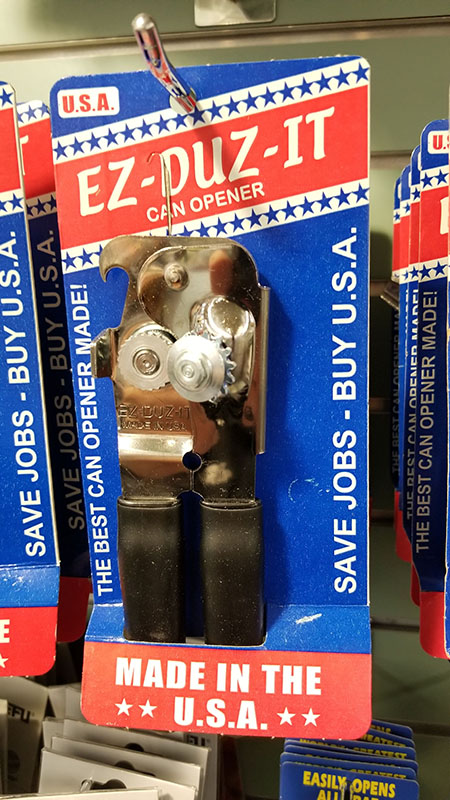 U.S.A.
EZ-DUZ-IT
CAN OPENER
THE BEST CAN OPENER MADE!
SAVE JOBS - BUY U.S.A.
EZ-DUZ-IT
MADE IN USA
MADE IN THE
★★ U.S.A. ★★
SAVE JOBS - BUY U.S.A.
SAVE JOBS - BUY U.S.A.
E
U.S
THE BEST CAN OPENER MADE!
THE BEST CAN OPENER MADE!
EASILY OPENS
ALL